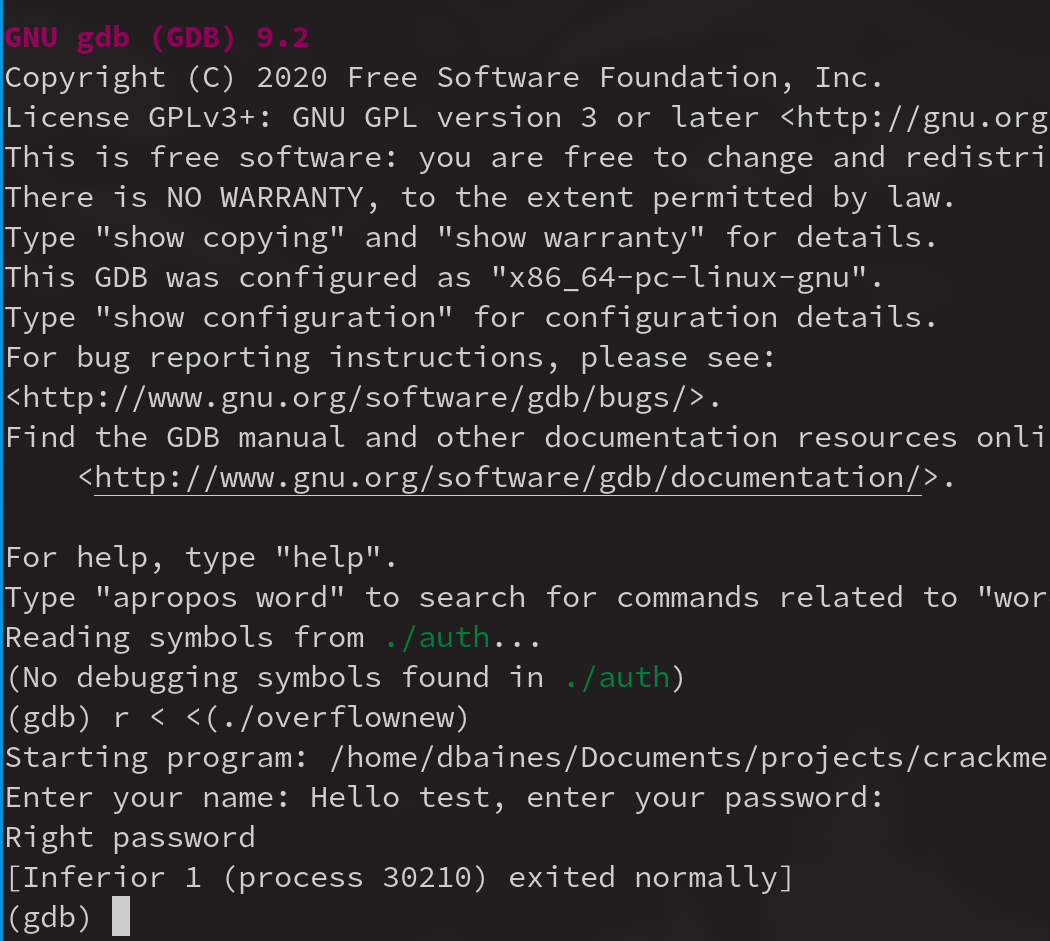 GNU gdb (GDB) 9.2
Copyright (C) 2020 Free Software Foundation, Inc.
License GPLv3+: GNU GPL version 3 or later <http://gnu.org
This is free software: you are free to change and redistri
There is NO WARRANTY, to the extent permitted by law.
Type "show copying" and "show warranty" for details.
This GDB was configured as "x86_64-pc-linux-gnu".
Type "show configuration" for configuration details.
For bug reporting instructions, please see:
<http://www.gnu.org/software/gdb/bugs/>.
Find the GDB manual and other documentation resources onli
    <http://www.gnu.org/software/gdb/documentation/>.

For help, type "help".
Type "apropos word" to search for commands related to "wor
Reading symbols from ./auth...
(No debugging symbols found in ./auth)
(gdb) r < <(./overflownew)
Starting program: /home/dbaines/Documents/projects/crackme
Enter your name: Hello test, enter your password:
Right password
[Inferior 1 (process 30210) exited normally]
(gdb)